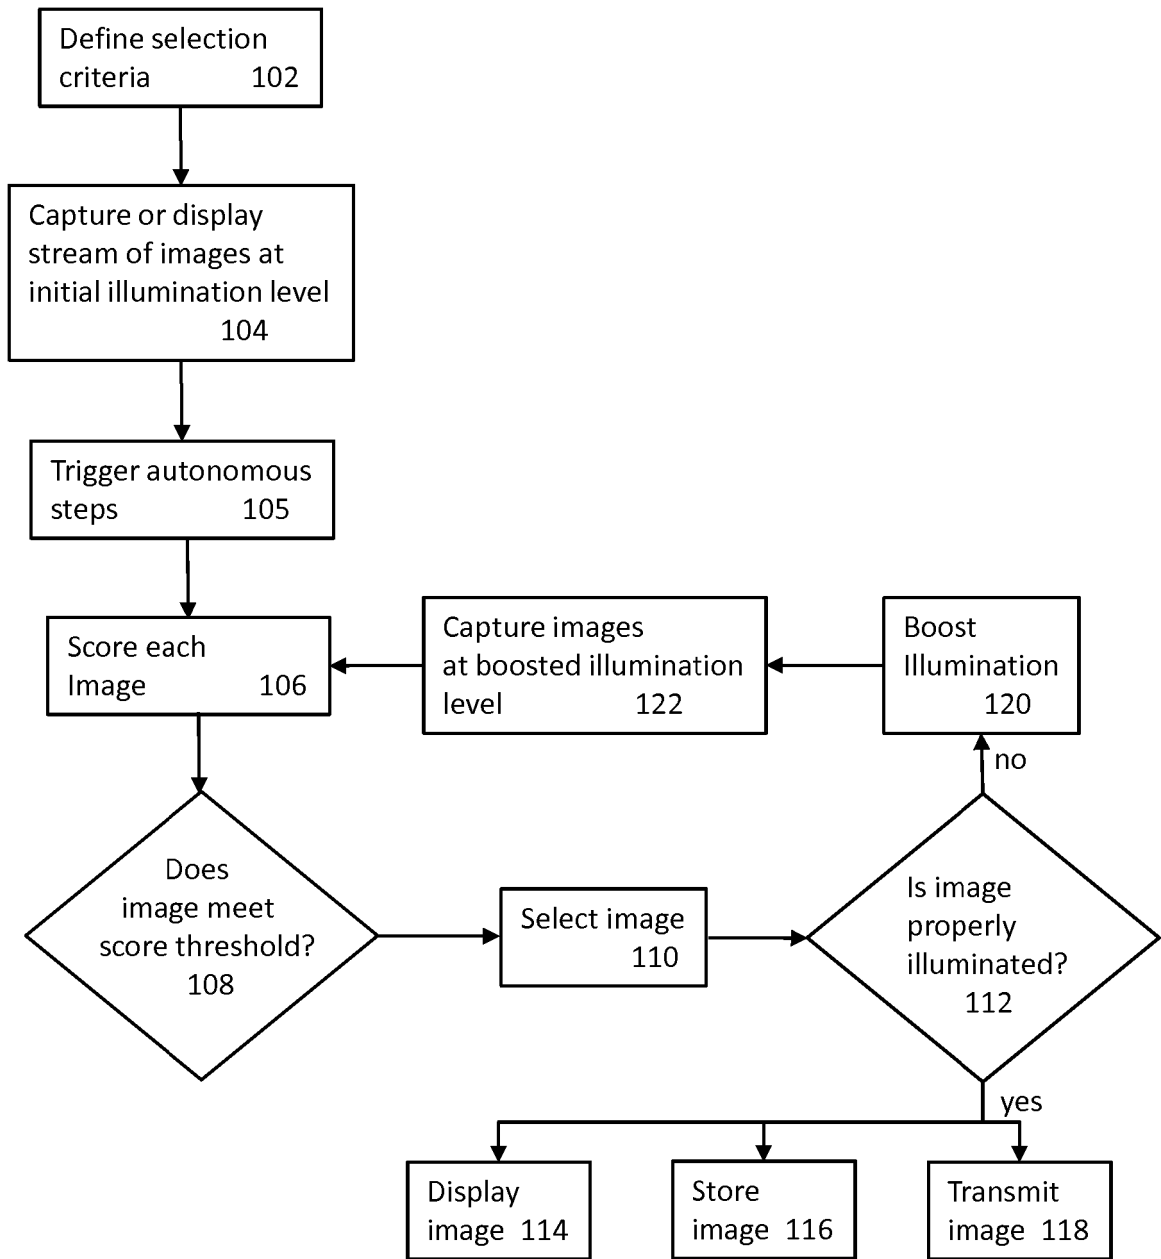 Define selection
criteria 102
Capture or display
stream of images at
initial illumination level
104
Trigger autonomous
steps 105
Score each
Image 106
Capture images
at boosted illumination
level 122
Boost
Illumination
120
no
Does
image meet
score threshold?
108
Select image
110
Is image
properly
illuminated?
112
yes
Display
image 114
Store
image 116
Transmit
image 118